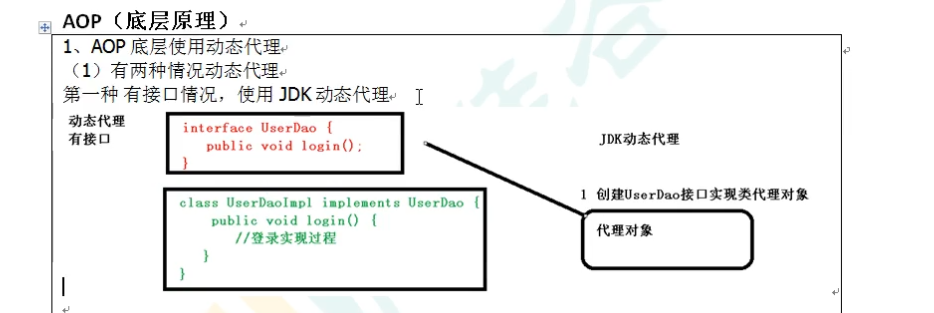 AOP（底层原理）
1、AOP 底层使用动态代理
（1）有两种情况动态代理
第一种 有接口情况，使用 JDK 动态代理
动态代理
有接口
interface UserDao {
public void login();
}
class UserDaoImpl implements UserDao {
public void login() {
//登录实现过程
}
}
JDK动态代理
1 创建UserDao接口实现类代理对象
代理对象